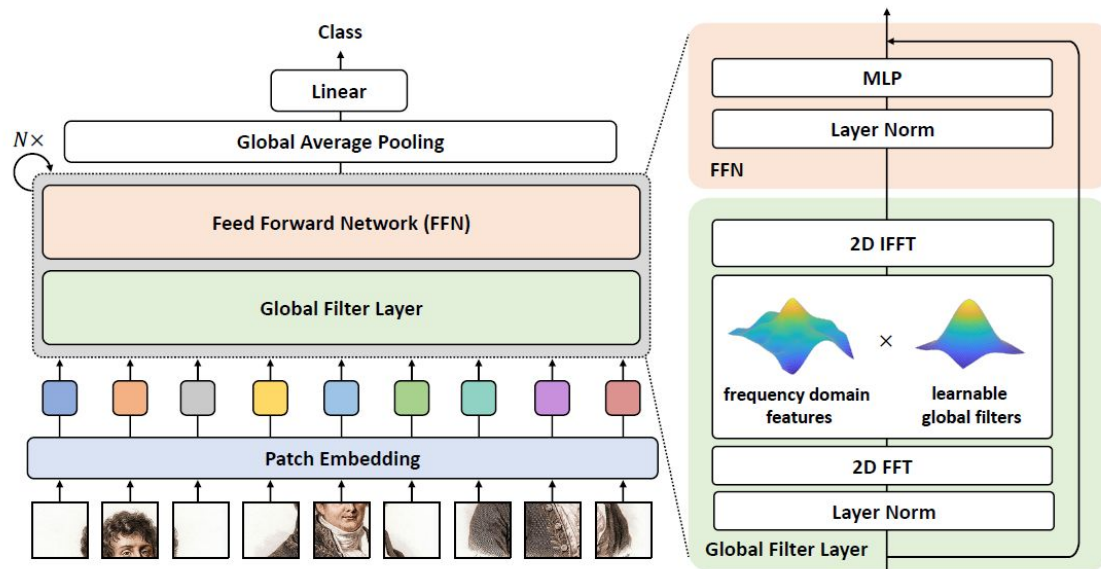 Class
Linear
Global Average Pooling
N×
Feed Forward Network (FFN)
Global Filter Layer
Patch Embedding
MLP
Layer Norm
FFN
2D IFFT
×
frequency domain
features
learnable
global filters
2D FFT
Layer Norm
Global Filter Layer